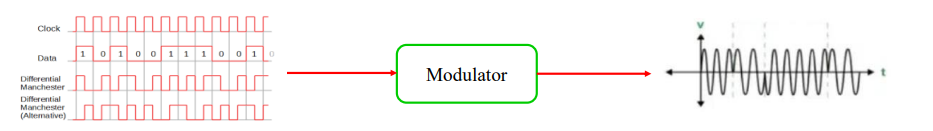 Clock
Data 1 0 1 0 0 1 1 1 0 0 1 0
Differential
Manchester
Differential
Manchester
(Alternative)
Modulator
v
t